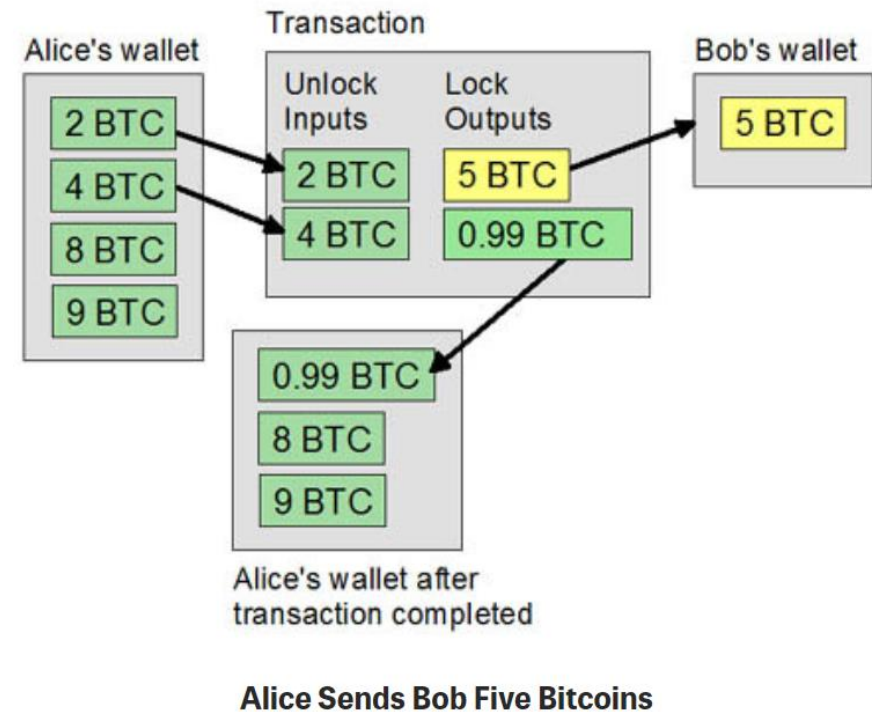 Transaction
Alice's wallet
Bob's wallet
Unlock
Inputs
Lock
Outputs
2 BTC
4 BTC
8 BTC
9 BTC
2 BTC
5 BTC
4 BTC
0.99 BTC
5 BTC
0.99 BTC
8 BTC
9 BTC
Alice's wallet after
transaction completed
Alice Sends Bob Five Bitcoins